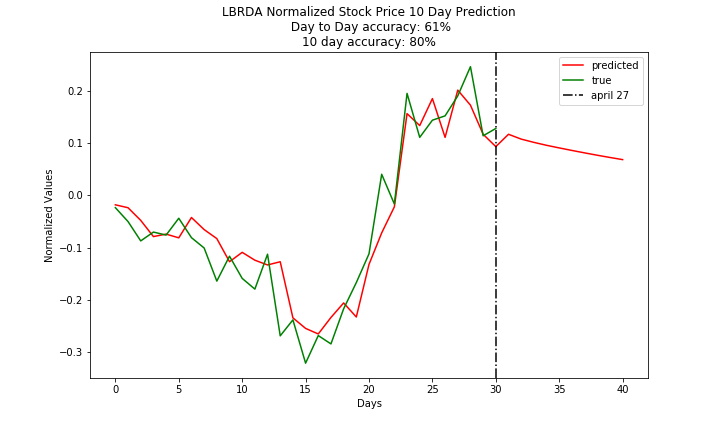 LBRDA Normalized Stock Price 10 Day Prediction
Day to Day accuracy: 61%
10 day accuracy: 80%
predicted
true
april 27
0.2
0.1
0.0
−0.1
−0.2
−0.3
Normalized Values
0 5 10 15 20 25 30 35 40
Days